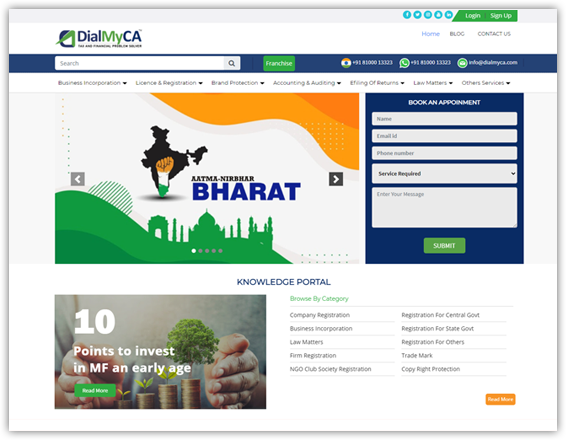 Login
Sign Up
DialMyCA
TAX AND FINANCIAL PROBLEM SOLVER
Home
BLOG
CONTACT US
Search
Franchise
+91 81000 13323
+91 81000 13323
info@dialmyca.com
Business Incorporation
Licence & Registration
Brand Protection
Accounting & Auditing
Efiling Of Returns
Law Matters
Others Services
AATMA-NIRBHAR
BHARAT
BOOK AN APPOINMENT
Name
Email id
Phone number
Service Required
Enter Your Message
SUBMIT
KNOWLEDGE PORTAL
10
Points to invest
in MF an early age
Read More
Browse By Category
Company Registration
Registration For Central Govt
Business Incorporation
Registration For State Govt
Law Matters
Registration For Others
Firm Registration
Trade Mark
NGO Club Society Registration
Copy Right Protection
Read More